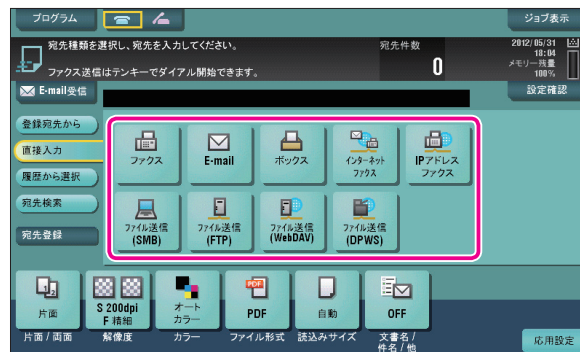 プログラム
ジョブ表示
宛先種類を選択し、宛先を入力してください。
ファクス送信はテンキーでダイアル開始できます。
宛先件数
0
2012/05/31
18:04
メモリー残量
100%
E-mail受信
設定確認
登録宛先から
直接入力
履歴から選択
宛先検索
宛先登録
ファクス
E-mail
ボックス
インターネット
ファクス
IPアドレス
ファクス
ファイル送信
(SMB)
ファイル送信
(FTP)
ファイル送信
(WebDAV)
ファイル送信
(DPWS)
片面
S 200dpi
F 精細
オート
カラー
PDF
PDF
自動
OFF
片面/両面
解像度
カラー
ファイル形式
読込みサイズ
文書名/
件名/他
応用設定